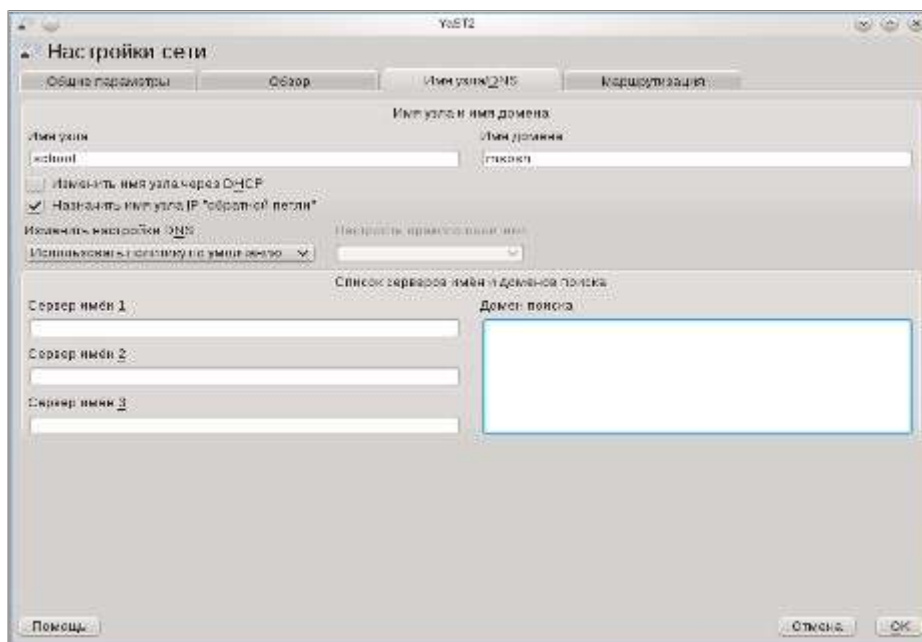 YaST2
Настройки сети
Общие параметры
Обзор
Имя узла/DNS
Маршрутизация
Имя узла и имя домена
Имя узла
Имя домена
school
Изменить имя узла через DHCP
Назначить имя узла IP "обратной петли"
Изменить настройки DNS
Использовать политику по умолчанию
Список серверов имён и доменов поиска
Сервер имён 1
Домен поиска
Сервер имён 2
Сервер имён 3
Помощь
Отмена
OK